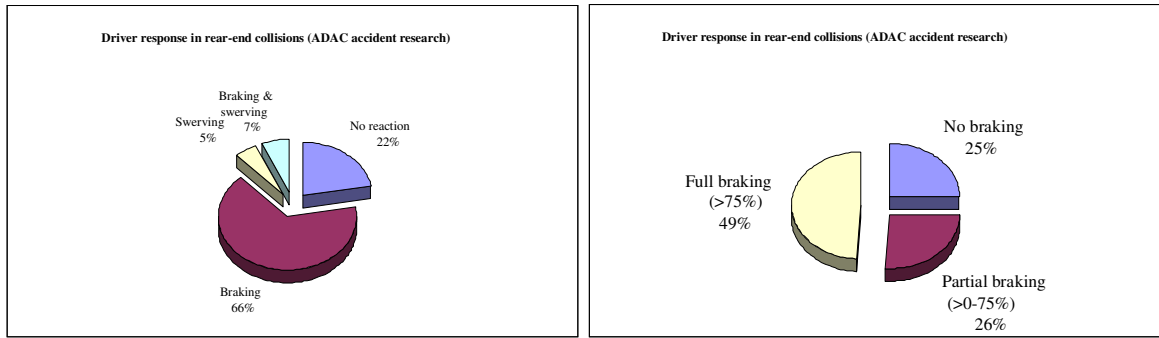 Driver response in rear-end collisions (ADAC accident research)
Braking &
swerving
7%
Swerving
5%
No reaction
22%
Braking
66%
Driver response in rear-end collisions (ADAC accident research)
No braking
25%
Full braking
(>75%)
49%
Partial braking
(>0-75%)
26%